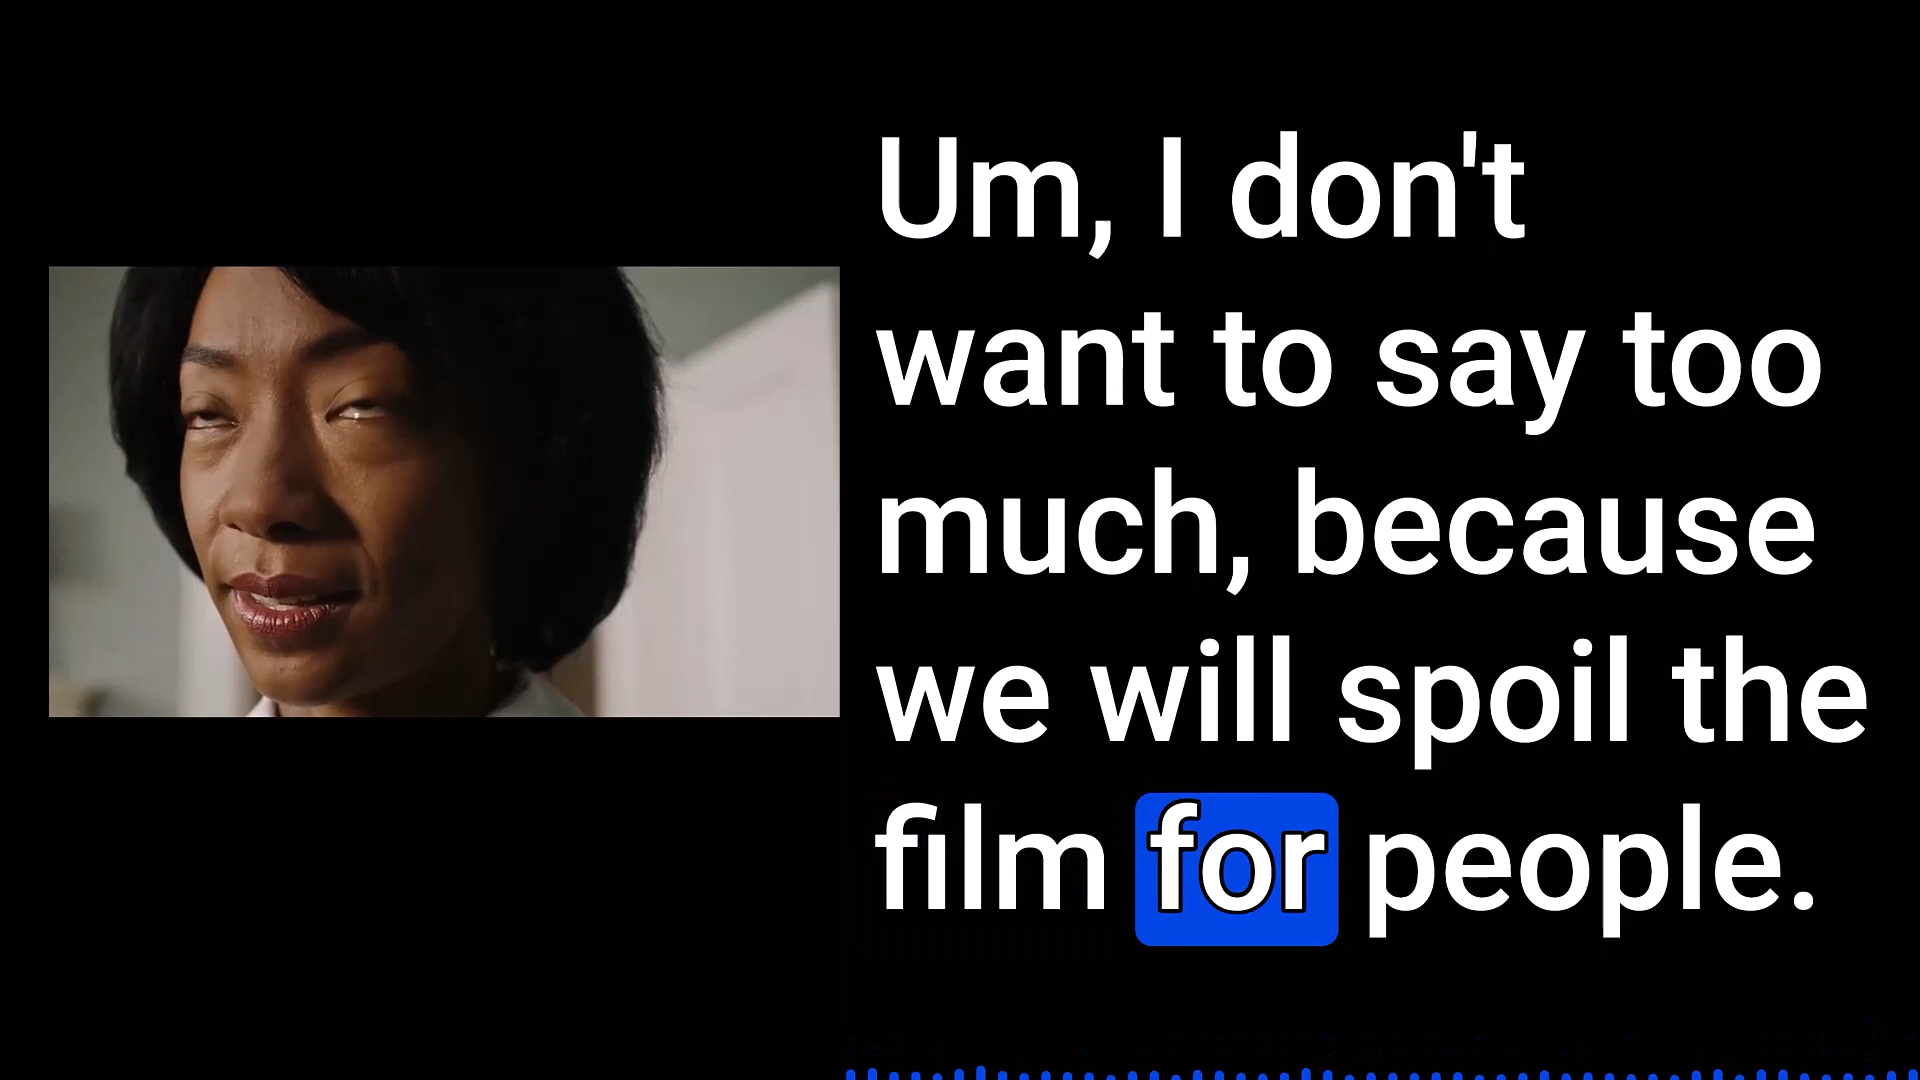 Um, I don't
want to say too
much, because
we will spoil the
film for people.